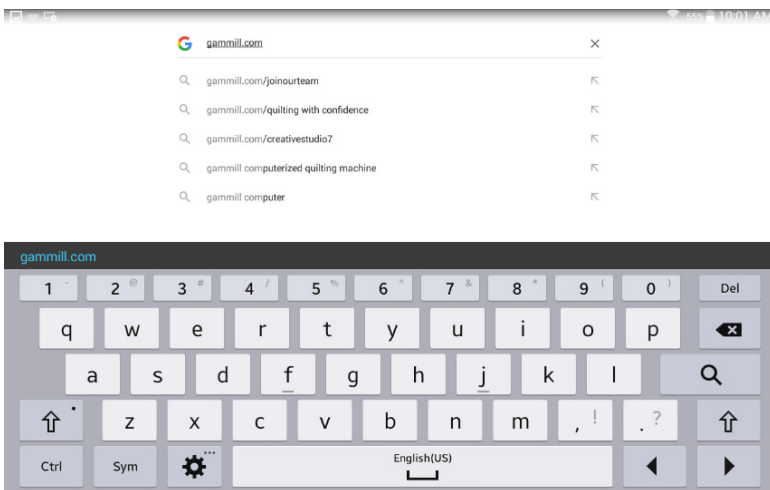 55% 10:01 AM
G gammill.com ×
gammill.com/joinourteam
gammill.com/quilting with confidence
gammill.com/creativestudio7
gammill computerized quilting machine
gammill computer
gammill.com
1 - 2 @ 3 # 4 / 5 % 6 ^ 7 & 8 * 9 ( 0 ) Del
q w e r t y u i o p
a s d f g h j k l
z x c v b n m , ! . ?
Ctrl Sym English(US)